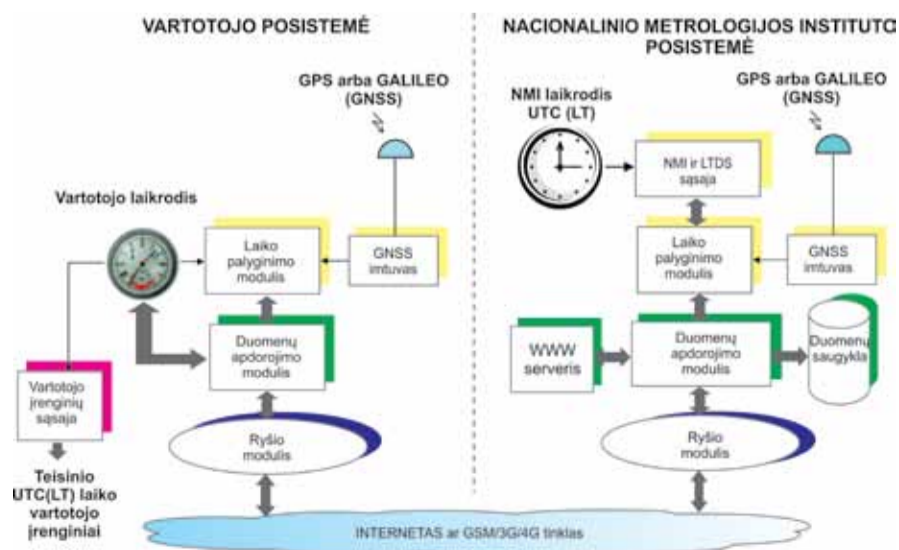 VARTOTOJO POSISTEMĖ
GPS arba GALILEO
(GNSS)
Vartotojo laikrodis
Laiko
palyginimo
modulis
GNSS
imtuvas
Duomenų
apdorojimo
modulis
Vartotojo
įrenginių
sąsaja
Ryšio
modulis
Teisinio
UTC(LT) laiko
vartotojo
įrenginiai
NACIONALINIO METROLOGIJOS INSTITUTO
POSISTEMĖ
GPS arba GALILEO
(GNSS)
NMI laikrodis
UTC (LT)
NMI ir LTDS
sąsaja
Laiko
palyginimo
modulis
GNSS
imtuvas
WWW
serveris
Duomenų
apdorojimo
modulis
Duomenų
saugykla
Ryšio
modulis
INTERNETAS ar GSM/3G/4G tinklas